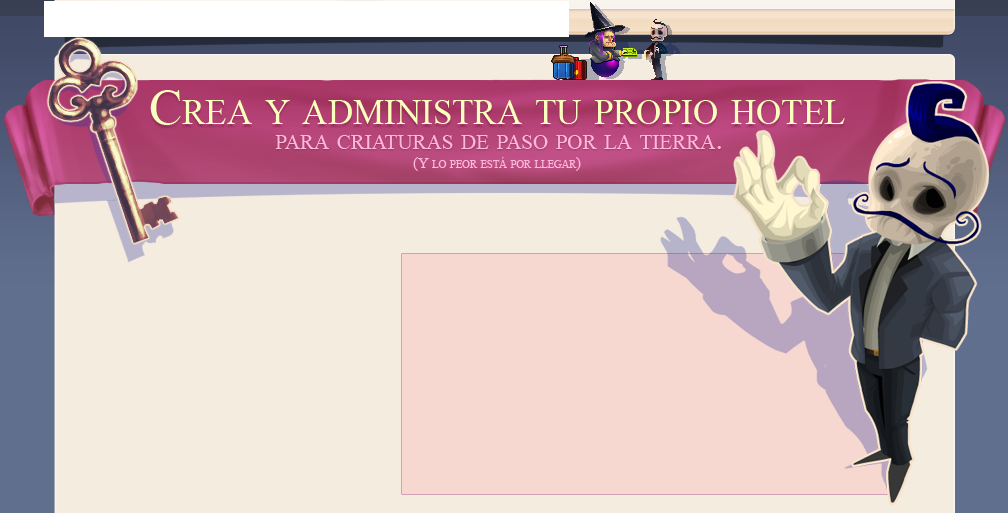 Crea y administra tu propio hotel
para criaturas de paso por la tierra.
(Y lo peor está por llegar)